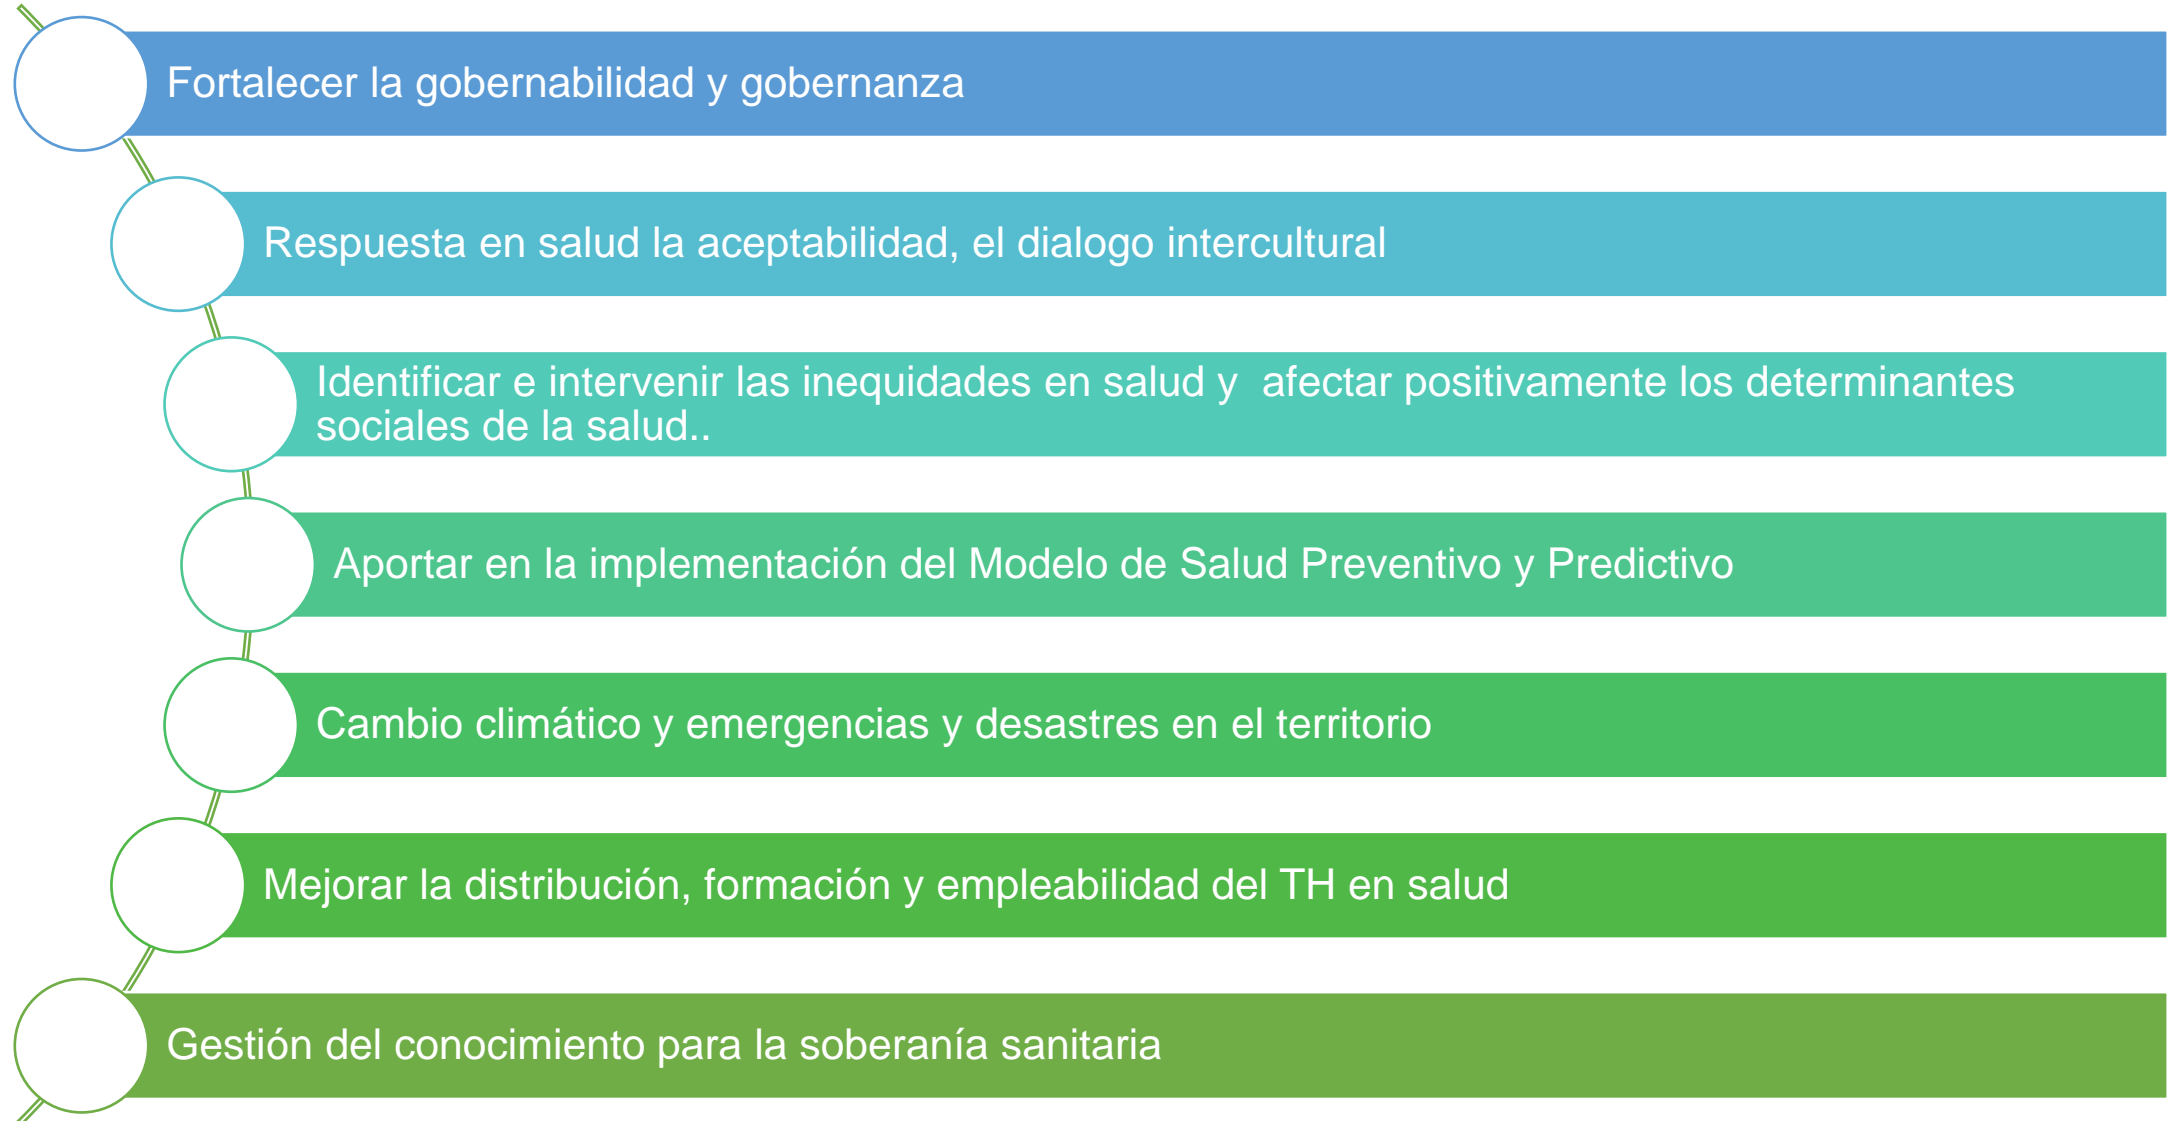 Fortalecer la gobernabilidad y gobernanza
Respuesta en salud la aceptabilidad, el dialogo intercultural
Identificar e intervenir las inequidades en salud y  afectar positivamente los determinantes
sociales de la salud..
Aportar en la implementación del Modelo de Salud Preventivo y Predictivo
Cambio climático y emergencias y desastres en el territorio
Mejorar la distribución, formación y empleabilidad del TH en salud
Gestión del conocimiento para la soberanía sanitaria